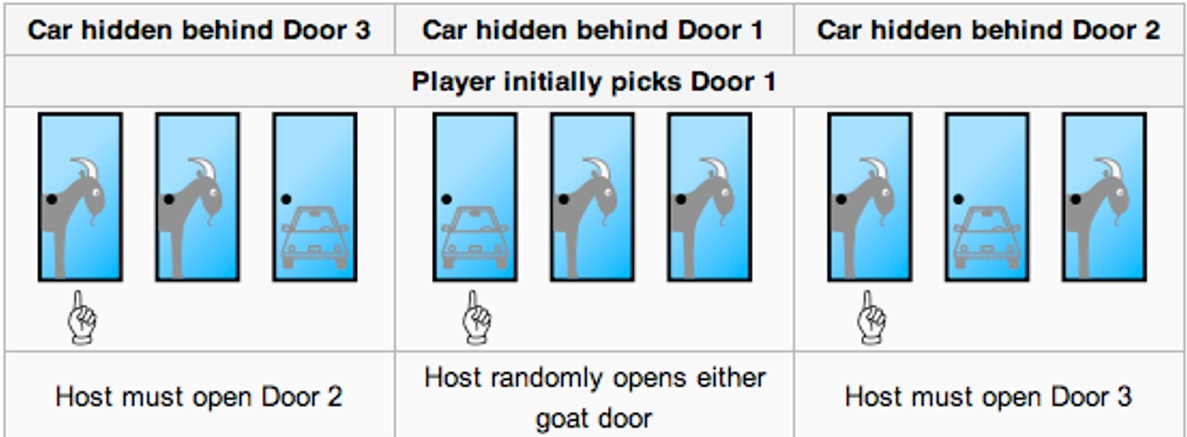 Car hidden behind Door 3
Car hidden behind Door 1
Car hidden behind Door 2
Player initially picks Door 1
Host must open Door 2
Host randomly opens either
goat door
Host must open Door 3